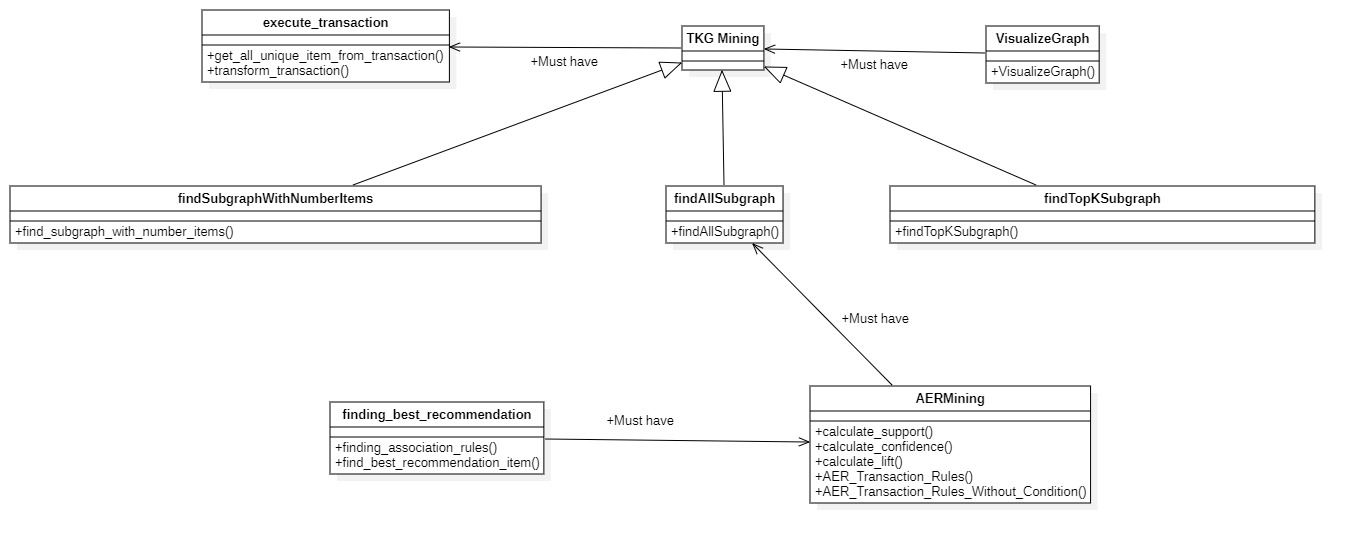 execute_transaction
+get_all_unique_item_from_transaction()
+transform_transaction()
+Must have
TKG Mining
+Must have
VisualizeGraph
+VisualizeGraph()
findSubgraphWithNumberItems
+find_subgraph_with_number_items()
findAllSubgraph
+findAllSubgraph()
findTopKSubgraph
+findTopKSubgraph()
+Must have
finding_best_recommendation
+finding_association_rules()
+find_best_recommendation_item()
+Must have
AERMining
+calculate_support()
+calculate_confidence()
+calculate_lift()
+AER_Transaction_Rules()
+AER_Transaction_Rules_Without_Condition()